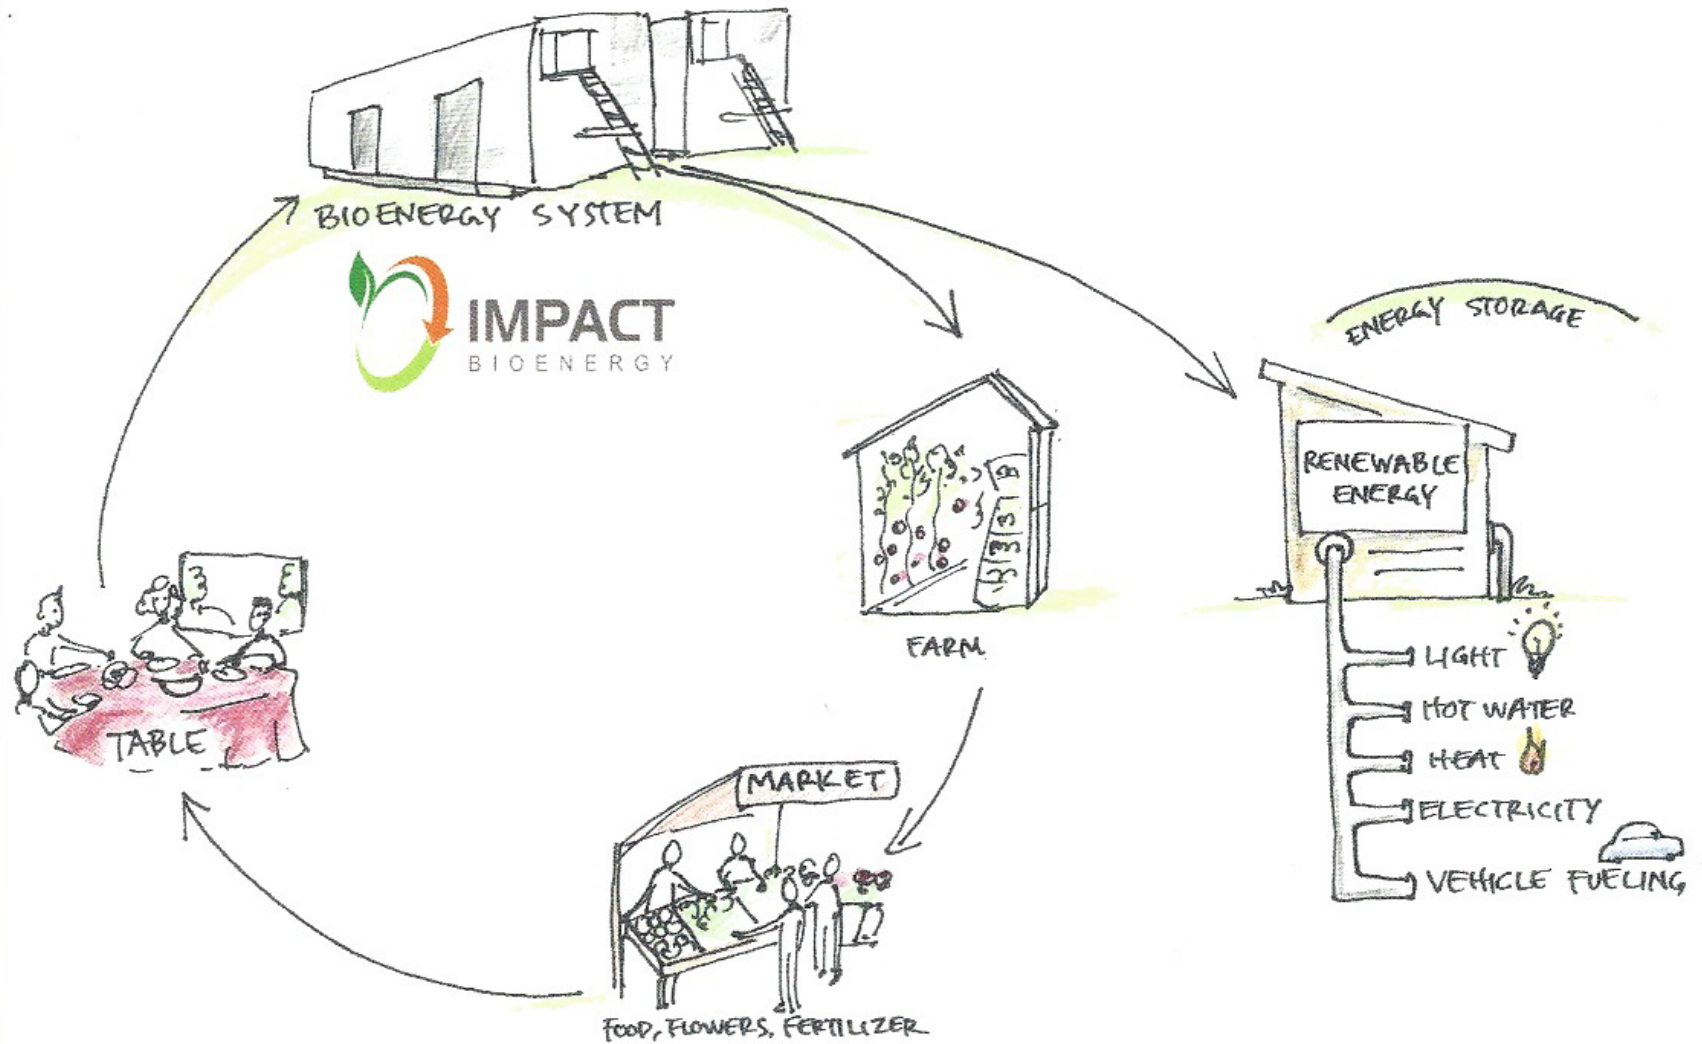 BIOENERGY SYSTEM
IMPACT
BIOENERGY
ENERGY STORAGE
RENEWABLE
ENERGY
FARM
LIGHT
HOT WATER
HEAT
ELECTRICITY
VEHICLE FUELING
TABLE
MARKET
FOOD, FLOWERS, FERTILIZER